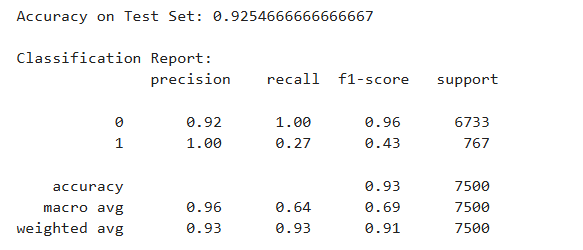 Accuracy on Test Set: 0.9254666666666667
Classification Report:
precision recall f1-score support
0 0.92 1.00 0.96 6733
1 1.00 0.27 0.43 767
accuracy 0.93 7500
macro avg 0.96 0.64 0.69 7500
weighted avg 0.93 0.93 0.91 7500